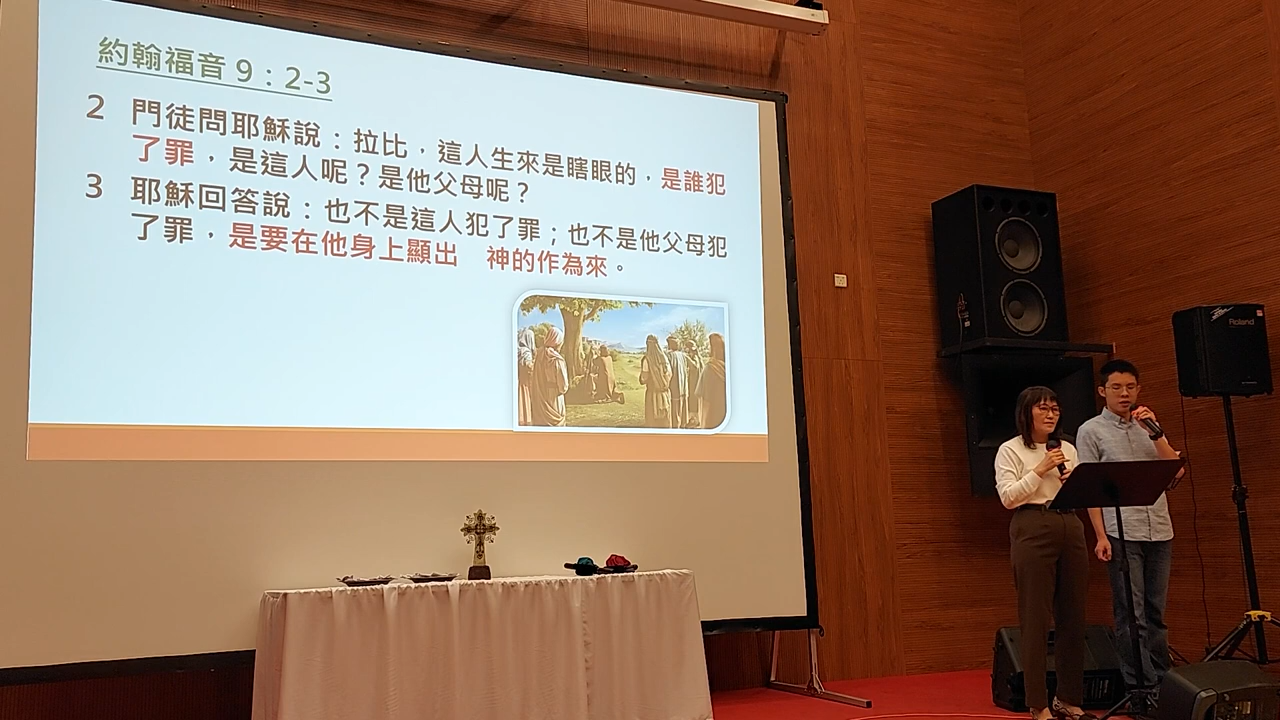 約翰福音 9：2-3
2 門徒問耶穌說：拉比，這人生來是瞎眼的，是誰犯
了罪，是這人呢？是他父母呢？
3 耶穌回答說：也不是這人犯了罪；也不是他父母犯
了罪，是要在他身上顯出　神的作為來。
Roland